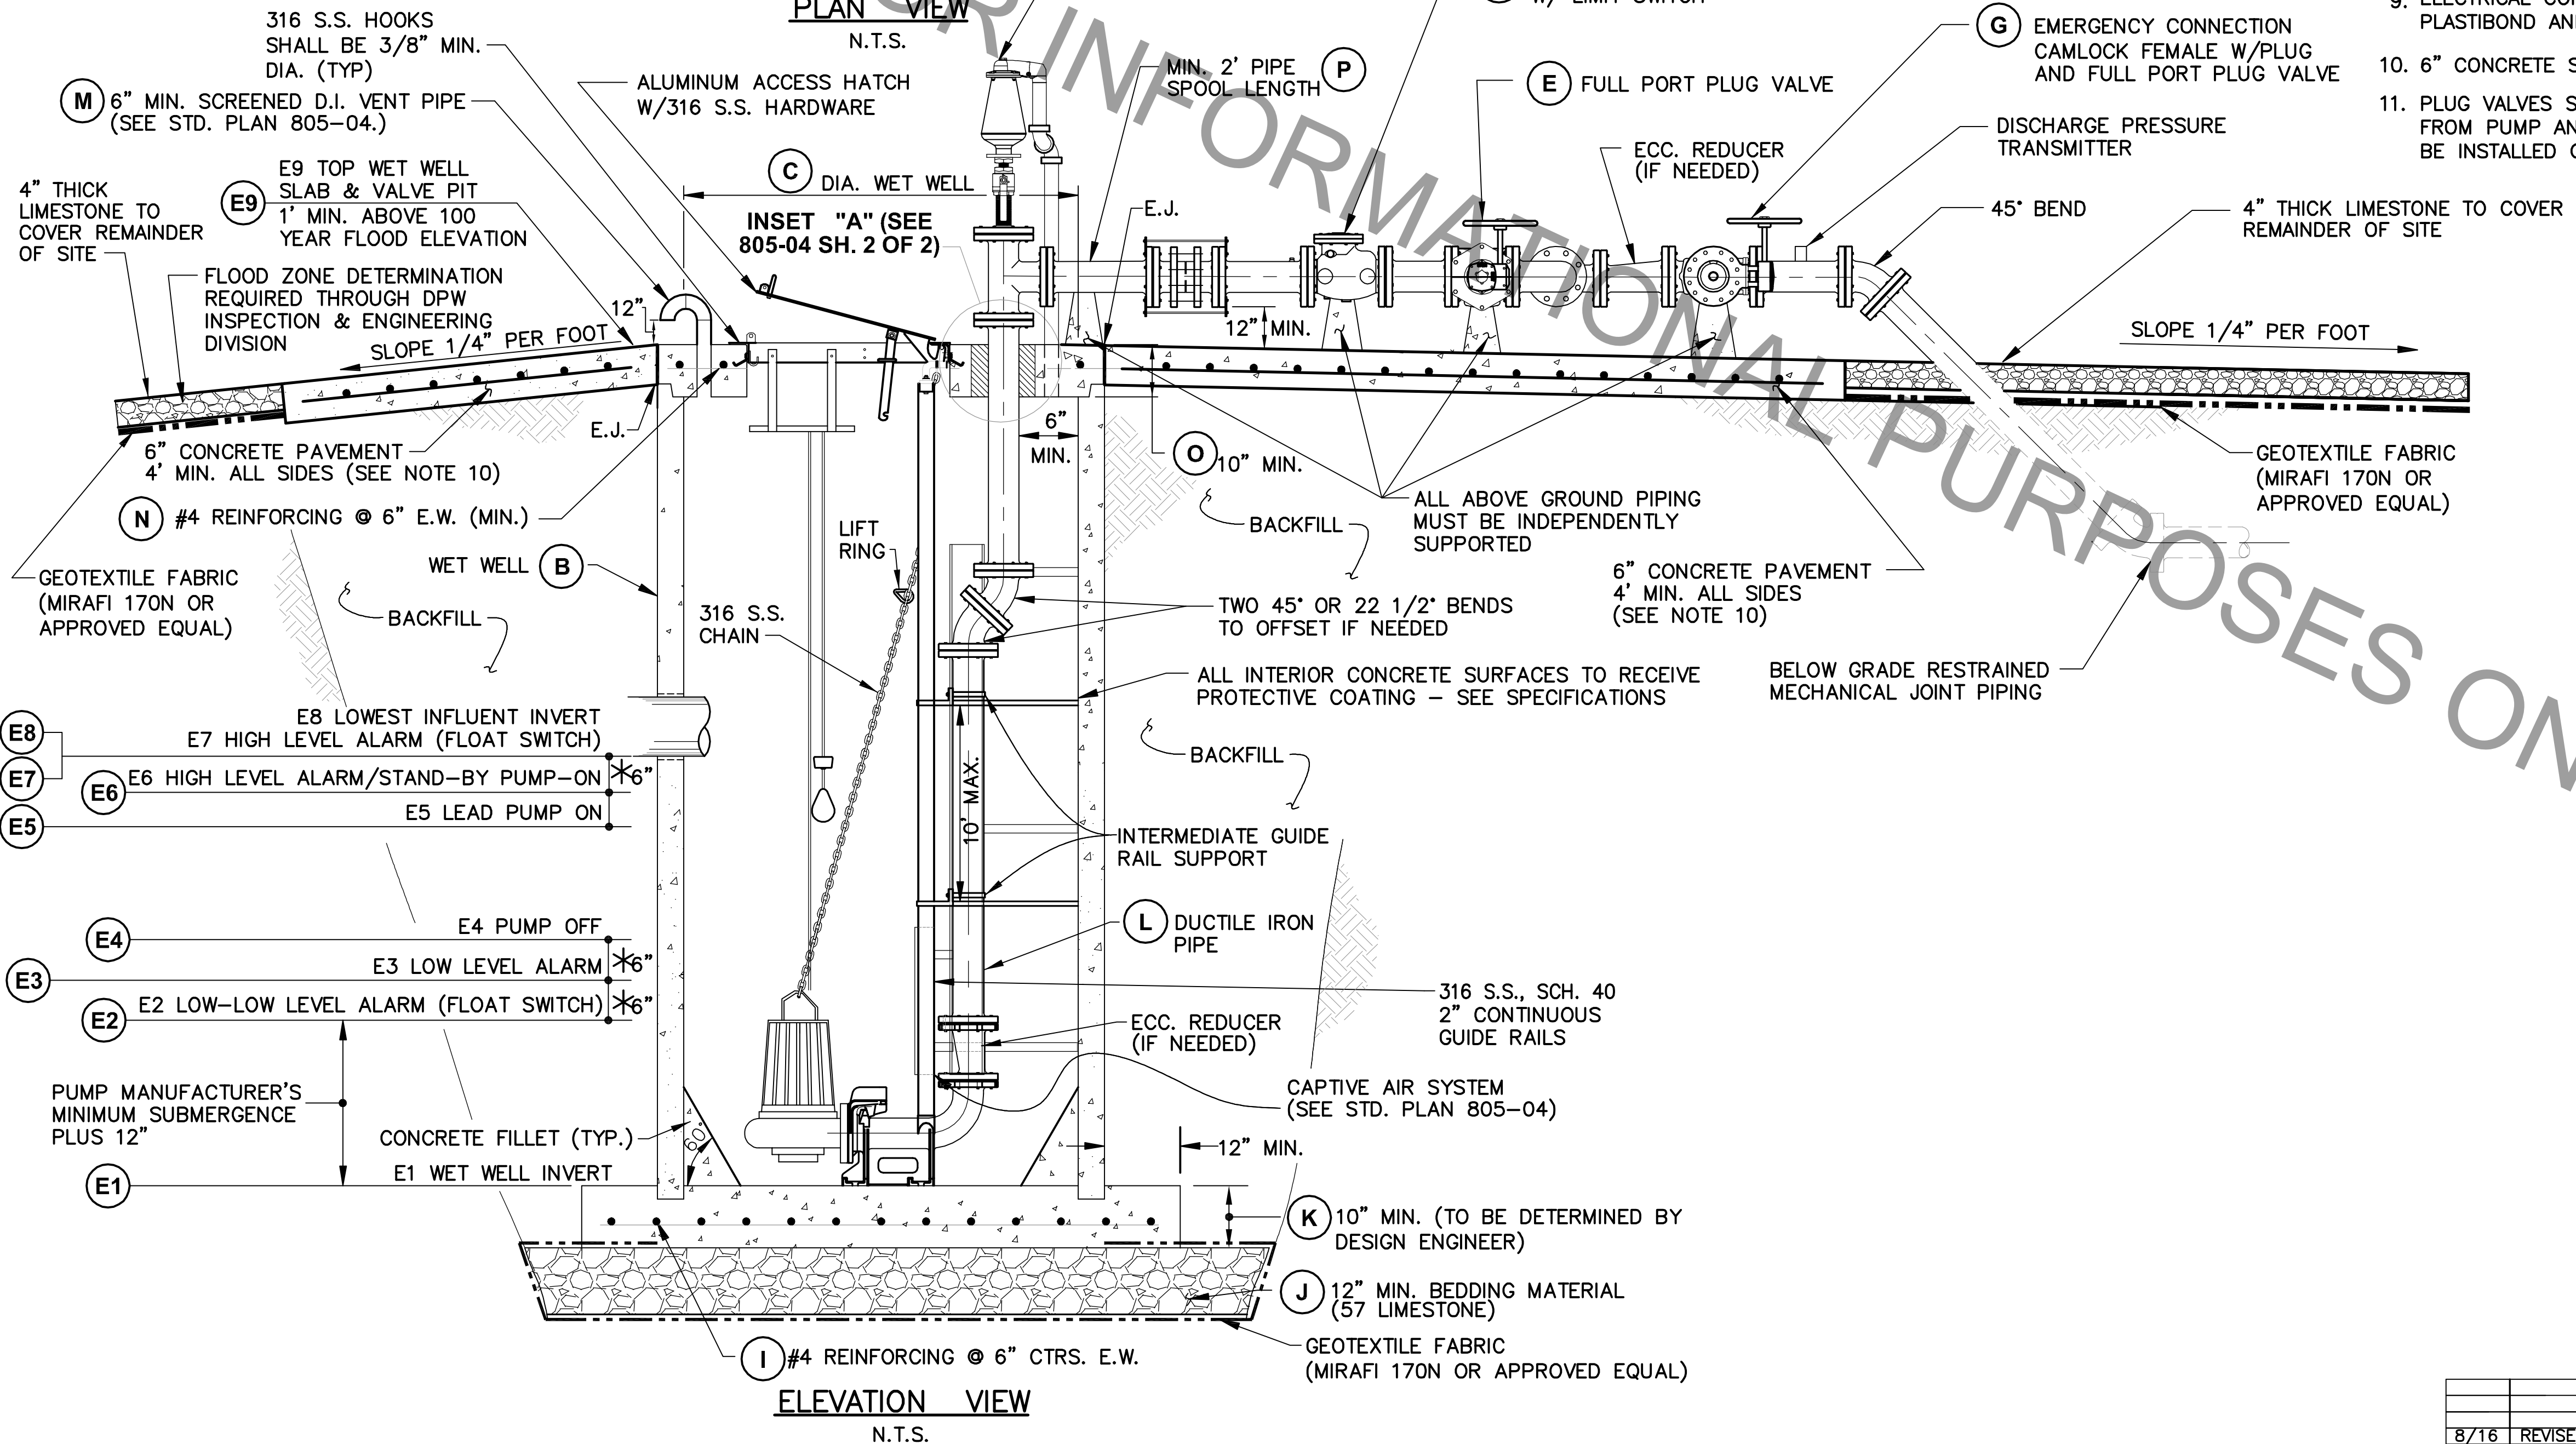 PLAN VIEW
N.T.S.
316 S.S. HOOKS
SHALL BE 3/8" MIN.
DIA. (TYP)
M
6" MIN. SCREENED D.I. VENT PIPE
(SEE STD. PLAN 805-04.)
ALUMINUM ACCESS HATCH
W/316 S.S. HARDWARE
MIN. 2' PIPE
SPOOL LENGTH
P
W/ LIMIT SWITCH
E
FULL PORT PLUG VALVE
G
EMERGENCY CONNECTION
CAMLOCK FEMALE W/PLUG
AND FULL PORT PLUG VALVE
9.
PLASTIBOND
10. 6" CONCRETE
11. PLUG VALVES
FROM PUMP
BE INSTALLED
DISCHARGE PRESSURE
TRANSMITTER
ECC. REDUCER
(IF NEEDED)
45° BEND
4" THICK LIMESTONE TO COVER
REMAINDER OF SITE
4" THICK
LIMESTONE TO
COVER REMAINDER
OF SITE
E9
E9 TOP WET WELL
SLAB & VALVE PIT
1' MIN. ABOVE 100
YEAR FLOOD ELEVATION
C
DIA. WET WELL
INSET "A" (SEE
805-04 SH. 2 OF 2)
E.J.
FLOOD ZONE DETERMINATION
REQUIRED THROUGH DPW
INSPECTION & ENGINEERING
DIVISION
12"
SLOPE 1/4" PER FOOT
12" MIN.
SLOPE 1/4" PER FOOT
E.J.
6" CONCRETE PAVEMENT
4' MIN. ALL SIDES (SEE NOTE 10)
6"
MIN.
O
10" MIN.
GEOTEXTILE FABRIC
(MIRAFI 170N OR
APPROVED EQUAL)
N
#4 REINFORCING @ 6" E.W. (MIN.)
ALL ABOVE GROUND PIPING
MUST BE INDEPENDENTLY
SUPPORTED
BACKFILL
LIFT
RING
WET WELL
B
GEOTEXTILE FABRIC
(MIRAFI 170N OR
APPROVED EQUAL)
BACKFILL
316 S.S.
CHAIN
TWO 45° OR 22 1/2° BENDS
TO OFFSET IF NEEDED
6" CONCRETE PAVEMENT
4' MIN. ALL SIDES
(SEE NOTE 10)
ALL INTERIOR CONCRETE SURFACES TO RECEIVE
PROTECTIVE COATING – SEE SPECIFICATIONS
BELOW GRADE RESTRAINED
MECHANICAL JOINT PIPING
E8
E8 LOWEST INFLUENT INVERT
E7 HIGH LEVEL ALARM (FLOAT SWITCH)
E7
E6
E6 HIGH LEVEL ALARM/STAND-BY PUMP-ON
*6"
E5
E5 LEAD PUMP ON
BACKFILL
10' MAX.
INTERMEDIATE GUIDE
RAIL SUPPORT
E4
E4 PUMP OFF
L
DUCTILE IRON
PIPE
E3
E3 LOW LEVEL ALARM
*6"
E2
E2 LOW-LOW LEVEL ALARM (FLOAT SWITCH)
*6"
316 S.S., SCH. 40
2" CONTINUOUS
GUIDE RAILS
ECC. REDUCER
(IF NEEDED)
PUMP MANUFACTURER'S
MINIMUM SUBMERGENCE
PLUS 12"
CAPTIVE AIR SYSTEM
(SEE STD. PLAN 805-04)
CONCRETE FILLET (TYP.)
60°
12" MIN.
E1
E1 WET WELL INVERT
K
10" MIN. (TO BE DETERMINED BY
DESIGN ENGINEER)
J
12" MIN. BEDDING MATERIAL
(57 LIMESTONE)
GEOTEXTILE FABRIC
(MIRAFI 170N OR APPROVED EQUAL)
I
#4 REINFORCING @ 6" CTRS. E.W.
ELEVATION VIEW
N.T.S.
8/16 REVISE
INFORMATIONAL PURPOSES